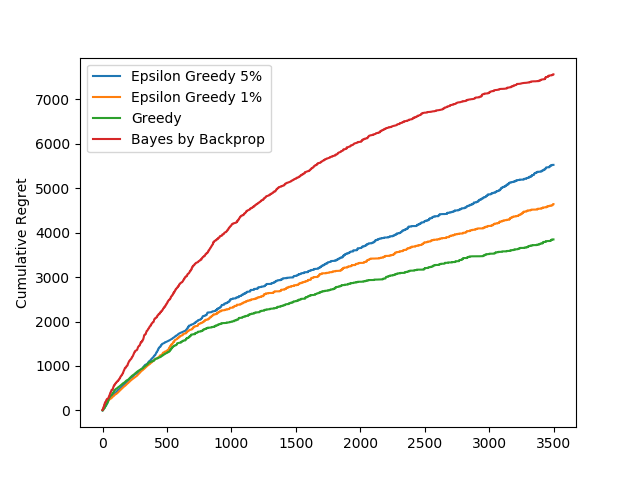 Epsilon Greedy 5%
Epsilon Greedy 1%
Greedy
Bayes by Backprop
Cumulative Regret
7000
6000
5000
4000
3000
2000
1000
0
0 500 1000 1500 2000 2500 3000 3500